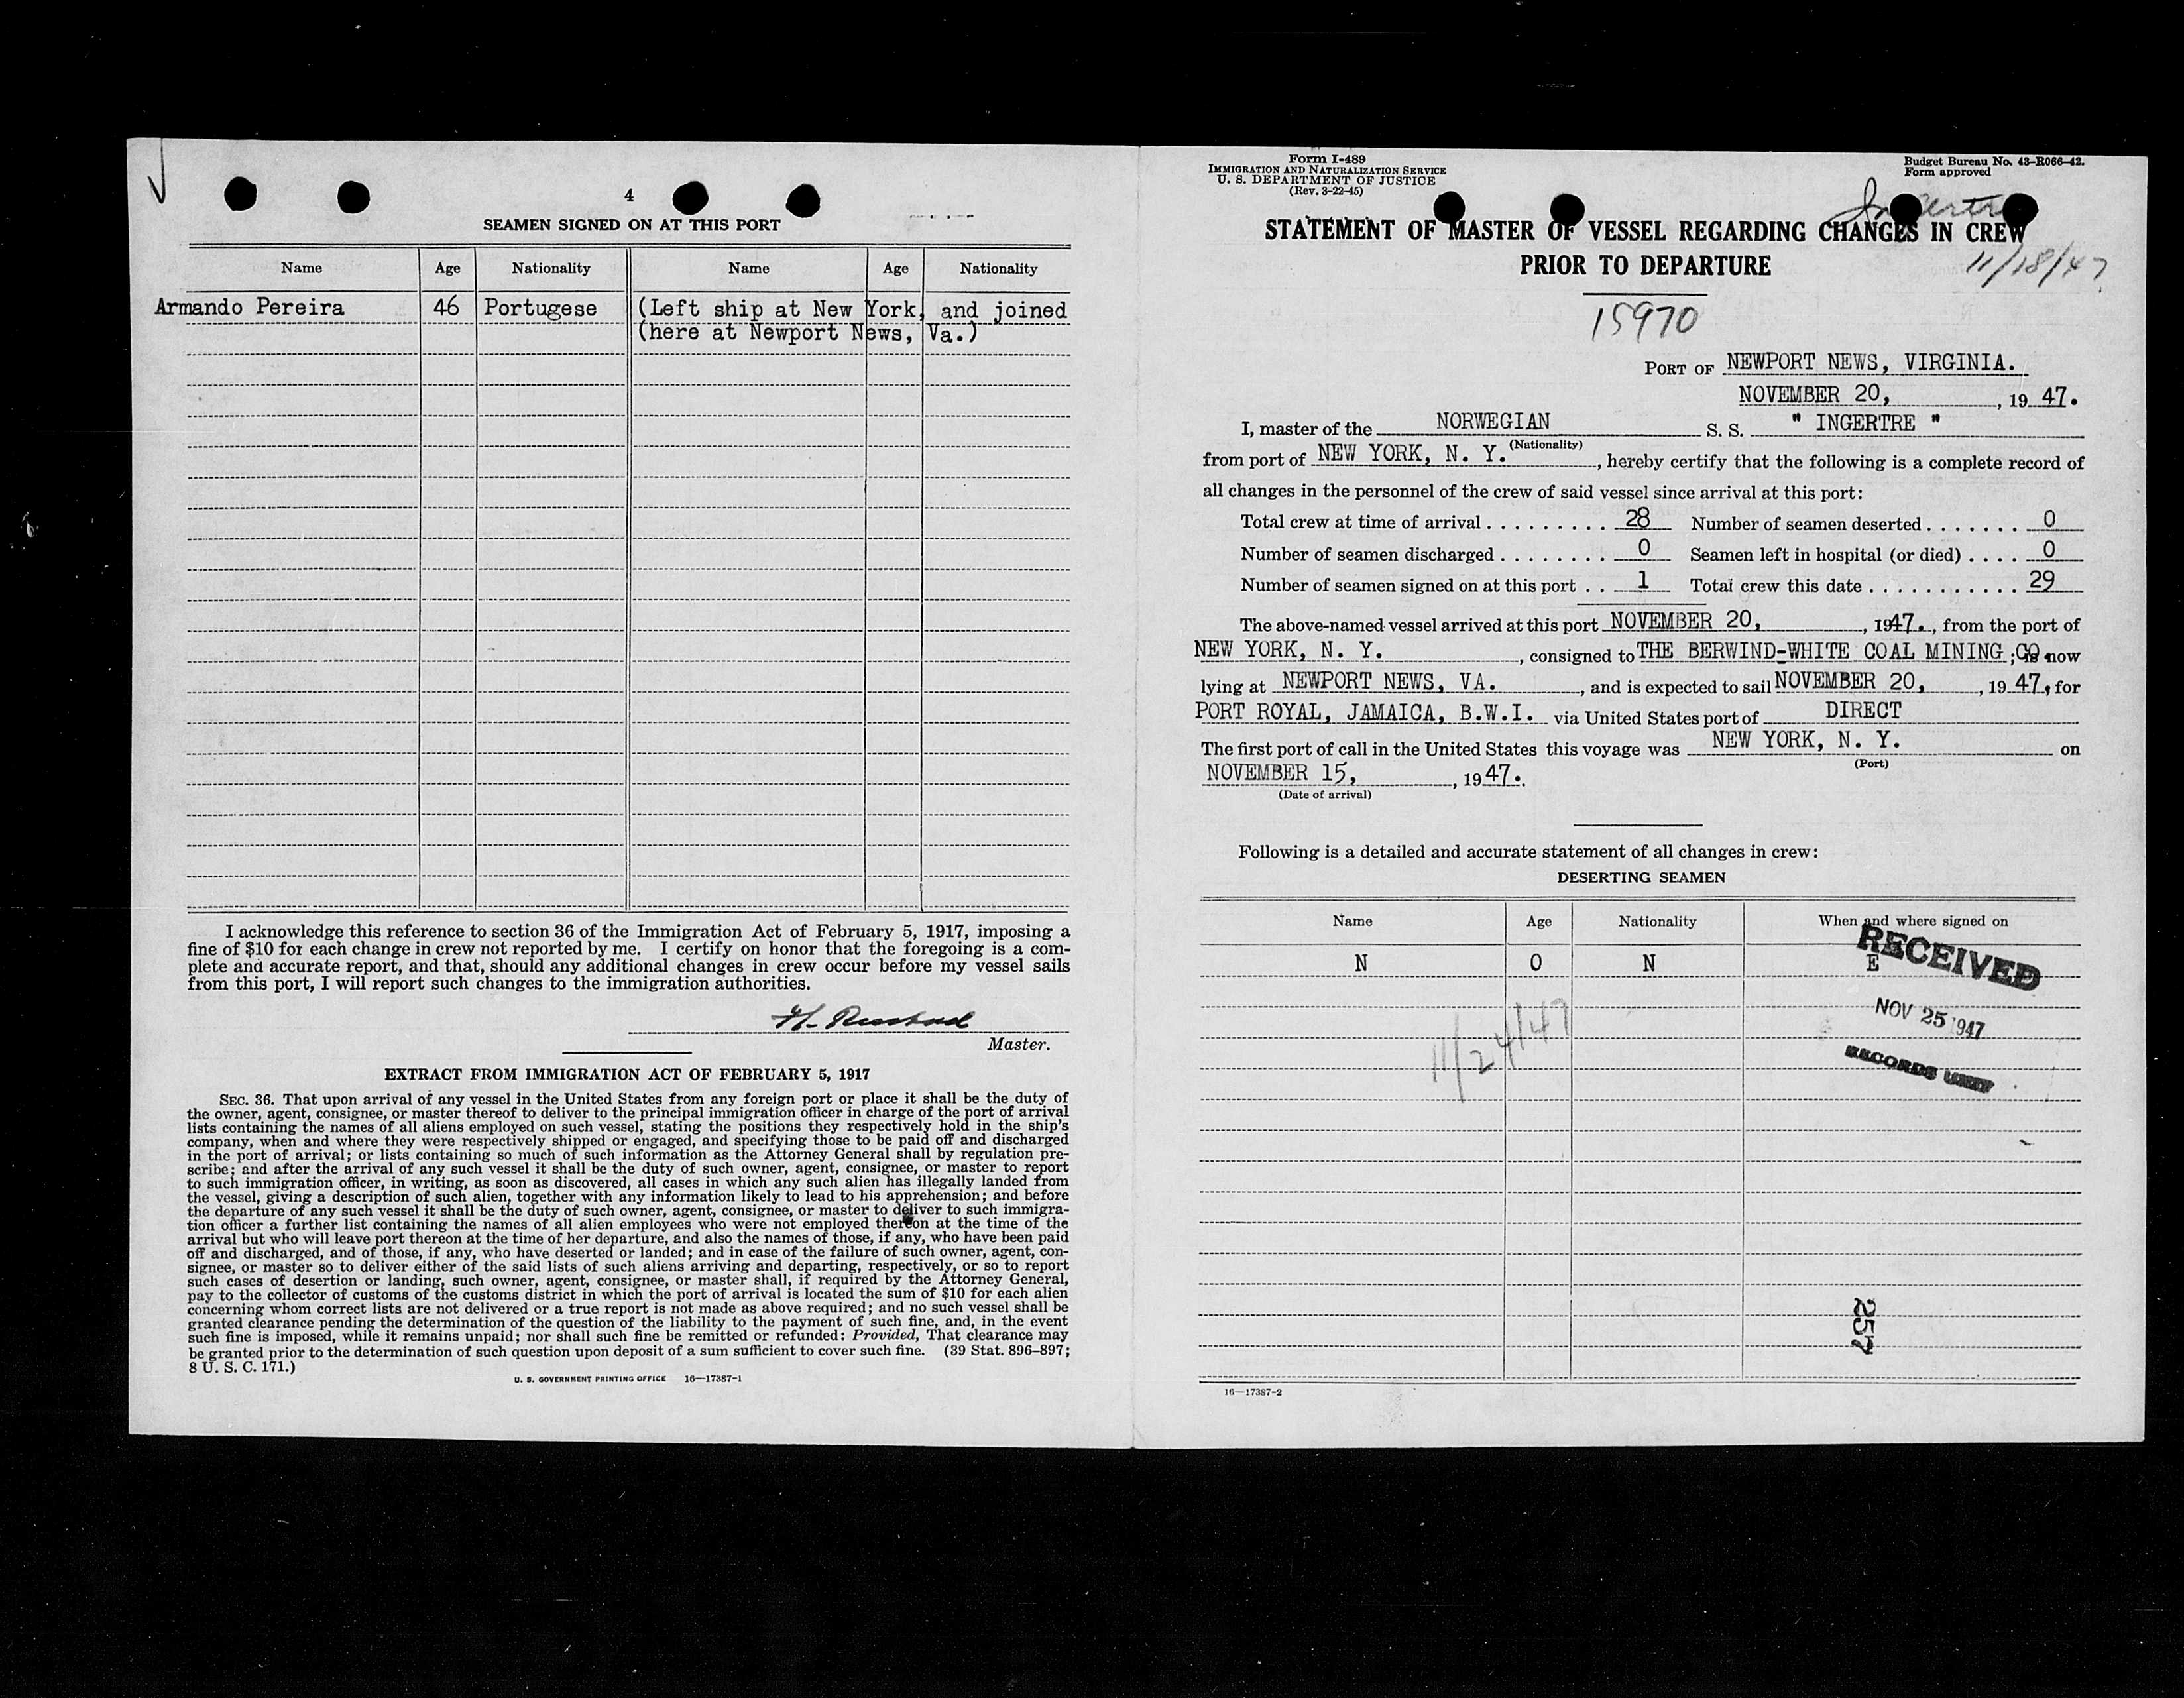 4
SEAMEN SIGNED ON AT THIS PORT
Name Age Nationality Name Age Nationality
Armando Pereira 46 Portugese (Left ship at New York, and joined
(here at Newport News, Va.)
I acknowledge this reference to section 36 of the Immigration Act of February 5, 1917, imposing a
fine of $10 for each change in crew not reported by me. I certify on honor that the foregoing is a com-
plete and accurate report, and that, should any additional changes in crew occur before my vessel sails
from this port, I will report such changes to the immigration authorities.
Master.
EXTRACT FROM IMMIGRATION ACT OF FEBRUARY 5, 1917
SEC. 36. That upon arrival of any vessel in the United States from any foreign port or place it shall be the duty of
the owner, agent, consignee, or master thereof to deliver to the principal immigration officer in charge of the port of arrival
lists containing the names of all aliens employed on such vessel, stating the positions they respectively hold in the ship's
company, when and where they were respectively shipped or engaged, and specifying those to be paid off and discharged
in the port of arrival; or lists containing so much of such information as the Attorney General shall by regulation pre-
scribe; and after the arrival of any such vessel it shall be the duty of such owner, agent, consignee, or master to report
to such immigration officer, in writing, as soon as discovered, all cases in which any such alien has illegally landed from
the vessel, giving a description of such alien, together with any information likely to lead to his apprehension; and before
the departure of any such vessel it shall be the duty of such owner, agent, consignee, or master to deliver to such immigra-
tion officer a further list containing the names of all alien employees who were not employed thereon at the time of the
arrival but who will leave port thereon at the time of her departure, and also the names of those, if any, who have been paid
off and discharged, and of those, if any, who have deserted or landed; and in case of the failure of such owner, agent, con-
signee, or master so to deliver either of the said lists of such aliens arriving and departing, respectively, or so to report
such cases of desertion or landing, such owner, agent, consignee, or master shall, if required by the Attorney General,
pay to the collector of customs of the customs district in which the port of arrival is located the sum of $10 for each alien
concerning whom correct lists are not delivered or a true report is not made as above required; and no such vessel shall be
granted clearance pending the determination of the question of the liability to the payment of such fine, and, in the event
such fine is imposed, while it remains unpaid; nor shall such fine be remitted or refunded: Provided, That clearance may
be granted prior to the determination of such question upon deposit of a sum sufficient to cover such fine. (39 Stat. 896–897;
8 U. S. C. 171.)
U. S. GOVERNMENT PRINTING OFFICE 16—17387-1
Form I-489
IMMIGRATION AND NATURALIZATION SERVICE
U. S. DEPARTMENT OF JUSTICE
(Rev. 3-22-45)
Budget Bureau No. 43-R066-42.
Form approved
Ingertre
STATEMENT OF MASTER OF VESSEL REGARDING CHANGES IN CREW
PRIOR TO DEPARTURE
11/18/47
15970
PORT OF NEWPORT NEWS, VIRGINIA.
NOVEMBER 20, , 19 47.
I, master of the NORWEGIAN S. S. " INGERTRE "
(Nationality)
from port of NEW YORK, N. Y. , hereby certify that the following is a complete record of
all changes in the personnel of the crew of said vessel since arrival at this port:
Total crew at time of arrival . . . . . . . . . 28 Number of seamen deserted . . . . . . . 0
Number of seamen discharged . . . . . . . . 0 Seamen left in hospital (or died) . . . . 0
Number of seamen signed on at this port . . 1 Total crew this date . . . . . . . . . . . 29
The above-named vessel arrived at this port NOVEMBER 20, , 1947., from the port of
NEW YORK, N. Y. , consigned to THE BERWIND-WHITE COAL MINING ;CO now
lying at NEWPORT NEWS, VA. , and is expected to sail NOVEMBER 20, , 19 47, for
PORT ROYAL, JAMAICA, B.W.I. via United States port of DIRECT
The first port of call in the United States this voyage was NEW YORK, N. Y. on
(Port)
NOVEMBER 15, , 19 47.
(Date of arrival)
Following is a detailed and accurate statement of all changes in crew:
DESERTING SEAMEN
Name Age Nationality When and where signed on
N O N E
RECEIVED
NOV 25 1947
RECORDS UNIT
11/24/47
257
16—17387-2